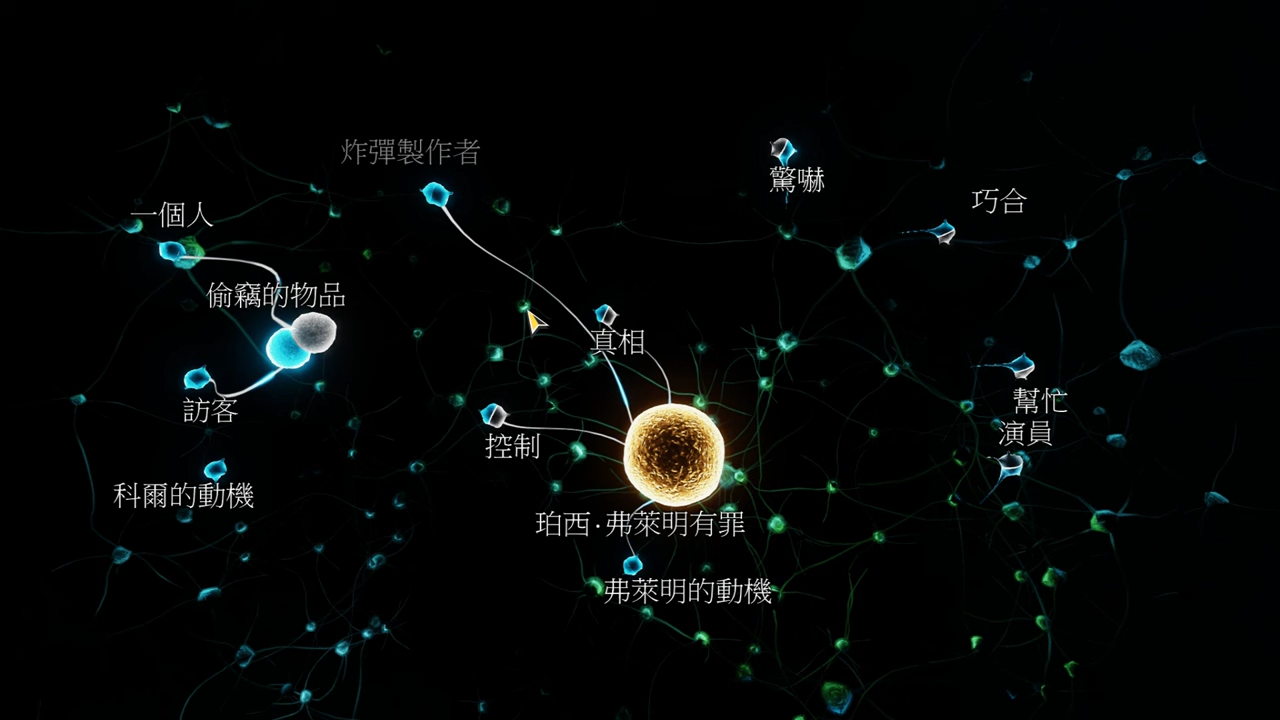 炸彈製作者
驚嚇
一個人
巧合
偷竊的物品
真相
訪客
幫忙
控制
演員
科爾的動機
珀西·弗萊明有罪
弗萊明的動機